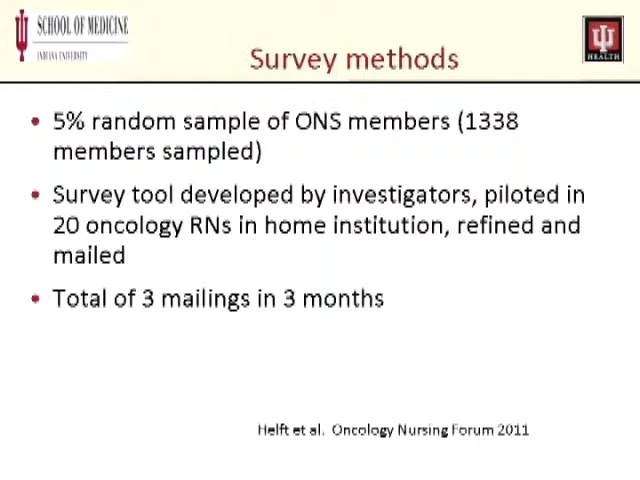 SCHOOL OF MEDICINE
INDIANA UNIVERSITY
HEALTH
Survey methods
• 5% random sample of ONS members (1338
members sampled)
• Survey tool developed by investigators, piloted in
20 oncology RNs in home institution, refined and
mailed
• Total of 3 mailings in 3 months
Helft et al. Oncology Nursing Forum 2011